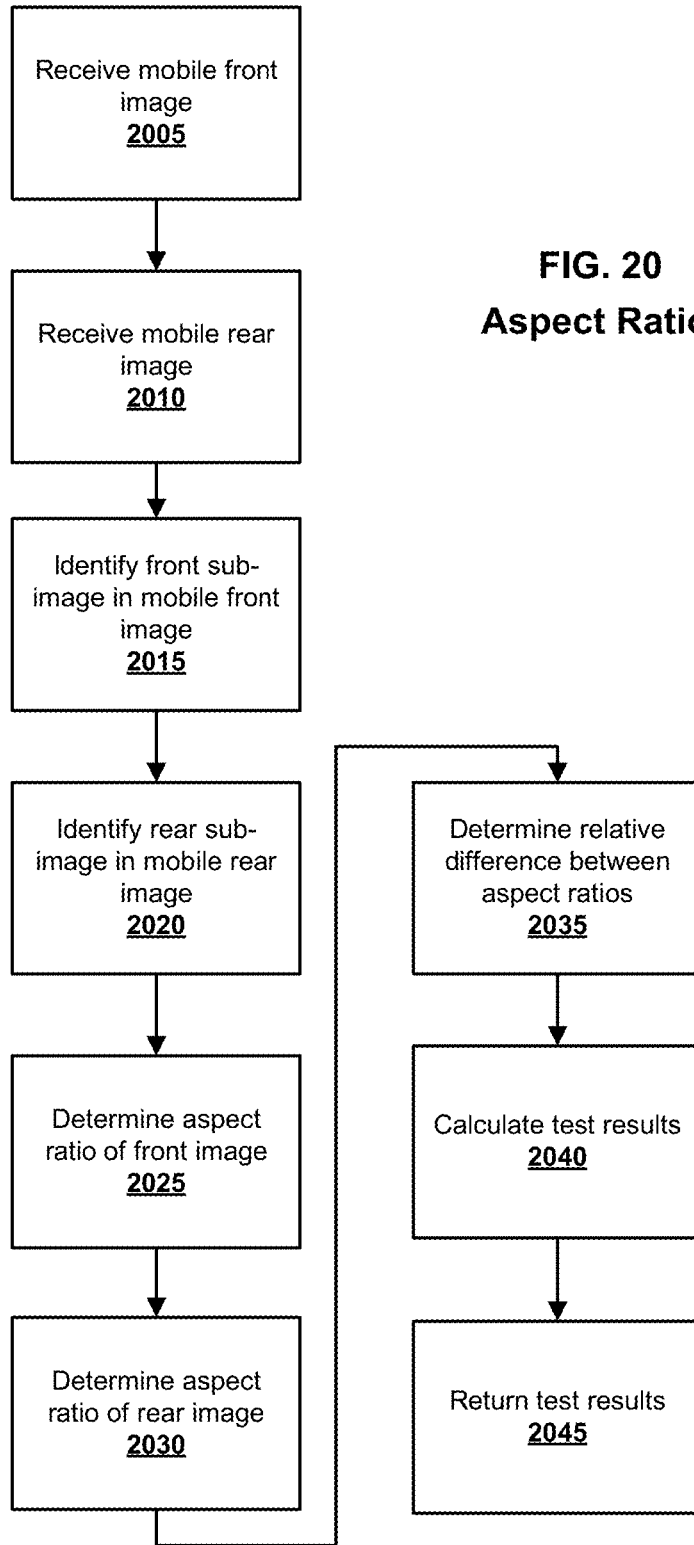 Receive mobile front
image
2005
Receive mobile rear
image
2010
Identify front sub-
image in mobile front
image
2015
Identify rear sub-
image in mobile rear
image
2020
Determine aspect
ratio of front image
2025
Determine aspect
ratio of rear image
2030
FIG. 20
Aspect Ratio
Determine relative
difference between
aspect ratios
2035
Calculate test results
2040
Return test results
2045